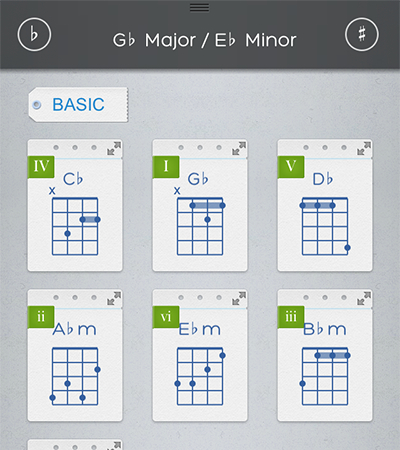 ♭ G♭ Major / E♭ Minor ♯
BASIC
IV I V
C♭ G♭ D♭
x x
ii vi iii
A♭m E♭m B♭m